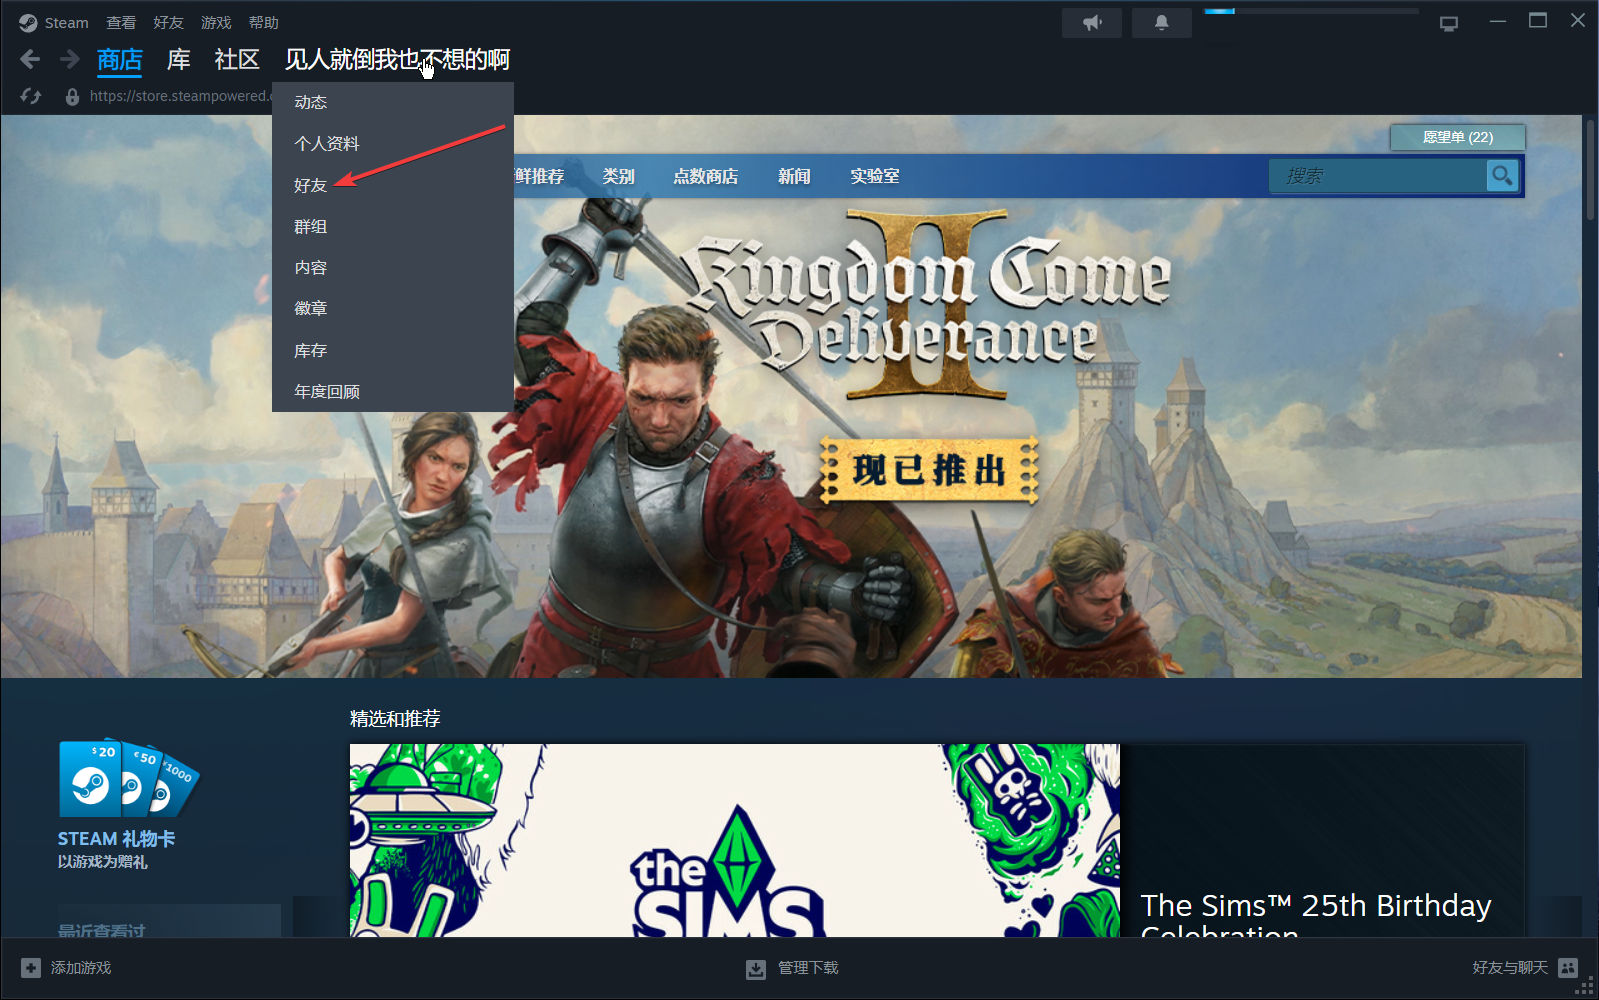 Steam 查看 好友 游戏 帮助
商店 库 社区 见人就倒我也不想的啊
https://store.steampowered.c
动态
个人资料
好友
群组
内容
徽章
库存
年度回顾
愿望单 (22)
鲜推荐 类别 点数商店 新闻 实验室
搜索
Kingdom Come
Deliverance
II
现已推出
精选和推荐
$20 €50 ¥1000
STEAM 礼物卡
以游戏为赠礼
最近查看过
the
SIMS
The Sims™ 25th Birthday
Celebration
添加游戏
管理下载
好友与聊天